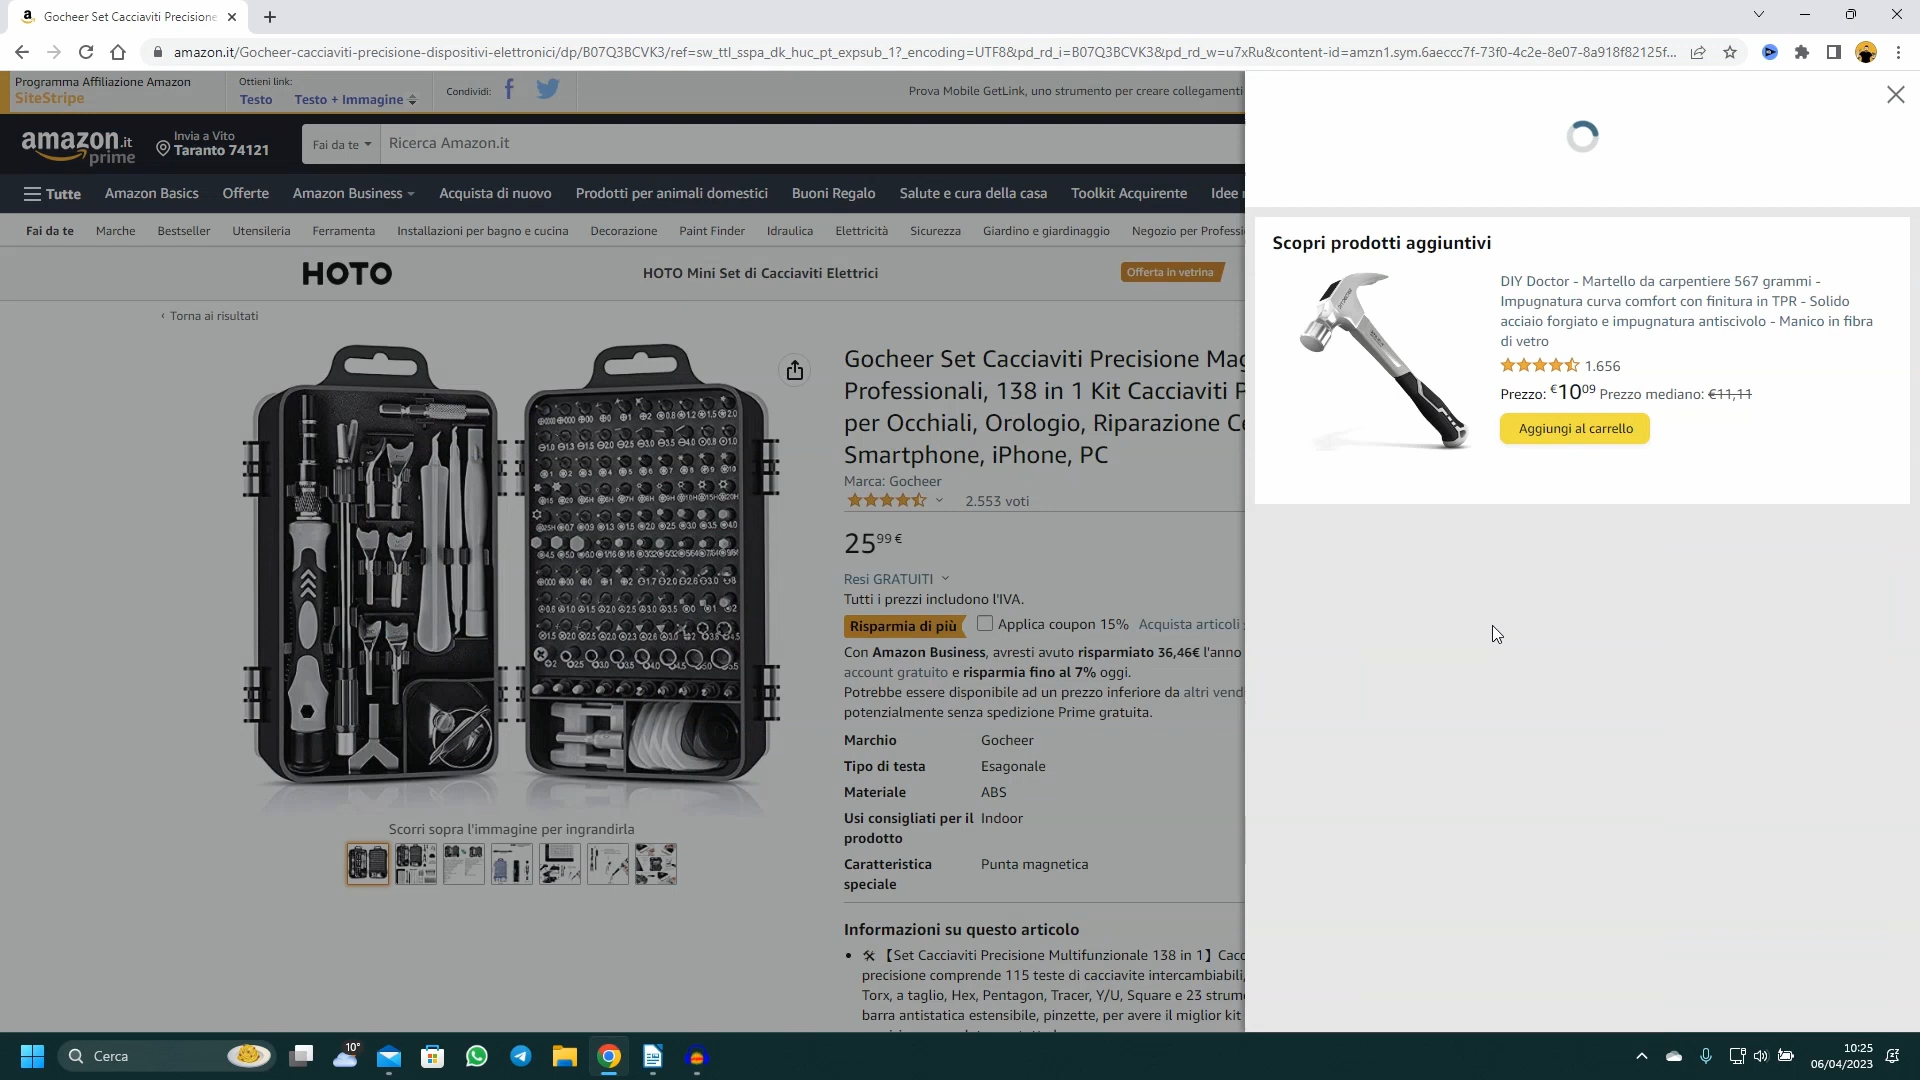 Gocheer Set Cacciaviti Precisione
amazon.it/Gocheer-cacciaviti-precisione-dispositivi-elettronici/dp/B07Q3BCVK3/ref=sw_ttl_sspa_dk_huc_pt_expsub_1?_encoding=UTF8&pd_rd_i=B07Q3BCVK3&pd_rd_w=u7xRu&content-id=amzn1.sym.6aeccc7f-73f0-4c2e-8e07-8a918f82125f...
Programma Affiliazione Amazon
SiteStripe
Ottieni link:
Testo Testo + Immagine
Condividi:
Prova Mobile GetLink, uno strumento per creare collegamenti
amazon.it
prime
Invia a Vito
Taranto 74121
Fai da te
Ricerca Amazon.it
Tutte Amazon Basics Offerte Amazon Business Acquista di nuovo Prodotti per animali domestici Buoni Regalo Salute e cura della casa Toolkit Acquirente Idee
Fai da te Marche Bestseller Utensileria Ferramenta Installazioni per bagno e cucina Decorazione Paint Finder Idraulica Elettricità Sicurezza Giardino e giardinaggio Negozio per Profess
HOTO HOTO Mini Set di Cacciaviti Elettrici Offerta in vetrina
‹ Torna ai risultati
Gocheer Set Cacciaviti Precisione Mag
Professionali, 138 in 1 Kit Cacciaviti P
per Occhiali, Orologio, Riparazione C
Smartphone, iPhone, PC
Marca: Gocheer
2.553 voti
25,99 €
Resi GRATUITI
Tutti i prezzi includono l'IVA.
Risparmia di più Applica coupon 15% Acquista articoli
Con Amazon Business, avresti avuto risparmiato 36,46€ l'anno
account gratuito e risparmia fino al 7% oggi.
Potrebbe essere disponibile ad un prezzo inferiore da altri vend
potenzialmente senza spedizione Prime gratuita.
Marchio Gocheer
Tipo di testa Esagonale
Materiale ABS
Usi consigliati per il prodotto Indoor
Caratteristica speciale Punta magnetica
Informazioni su questo articolo
• 🛠 【Set Cacciaviti Precisione Multifunzionale 138 in 1】Cacc
precisione comprende 115 teste di cacciavite intercambiabili,
Torx, a taglio, Hex, Pentagon, Tracer, Y/U, Square e 23 strum
barra antistatica estensibile, pinzette, per avere il miglior kit
Scorri sopra l'immagine per ingrandirla
Scopri prodotti aggiuntivi
DIY Doctor - Martello da carpentiere 567 grammi -
Impugnatura curva comfort con finitura in TPR - Solido
acciaio forgiato e impugnatura antiscivolo - Manico in fibra
di vetro
1.656
Prezzo: €10,09 Prezzo mediano: €11,11
Aggiungi al carrello
Cerca
10°
10:25
06/04/2023